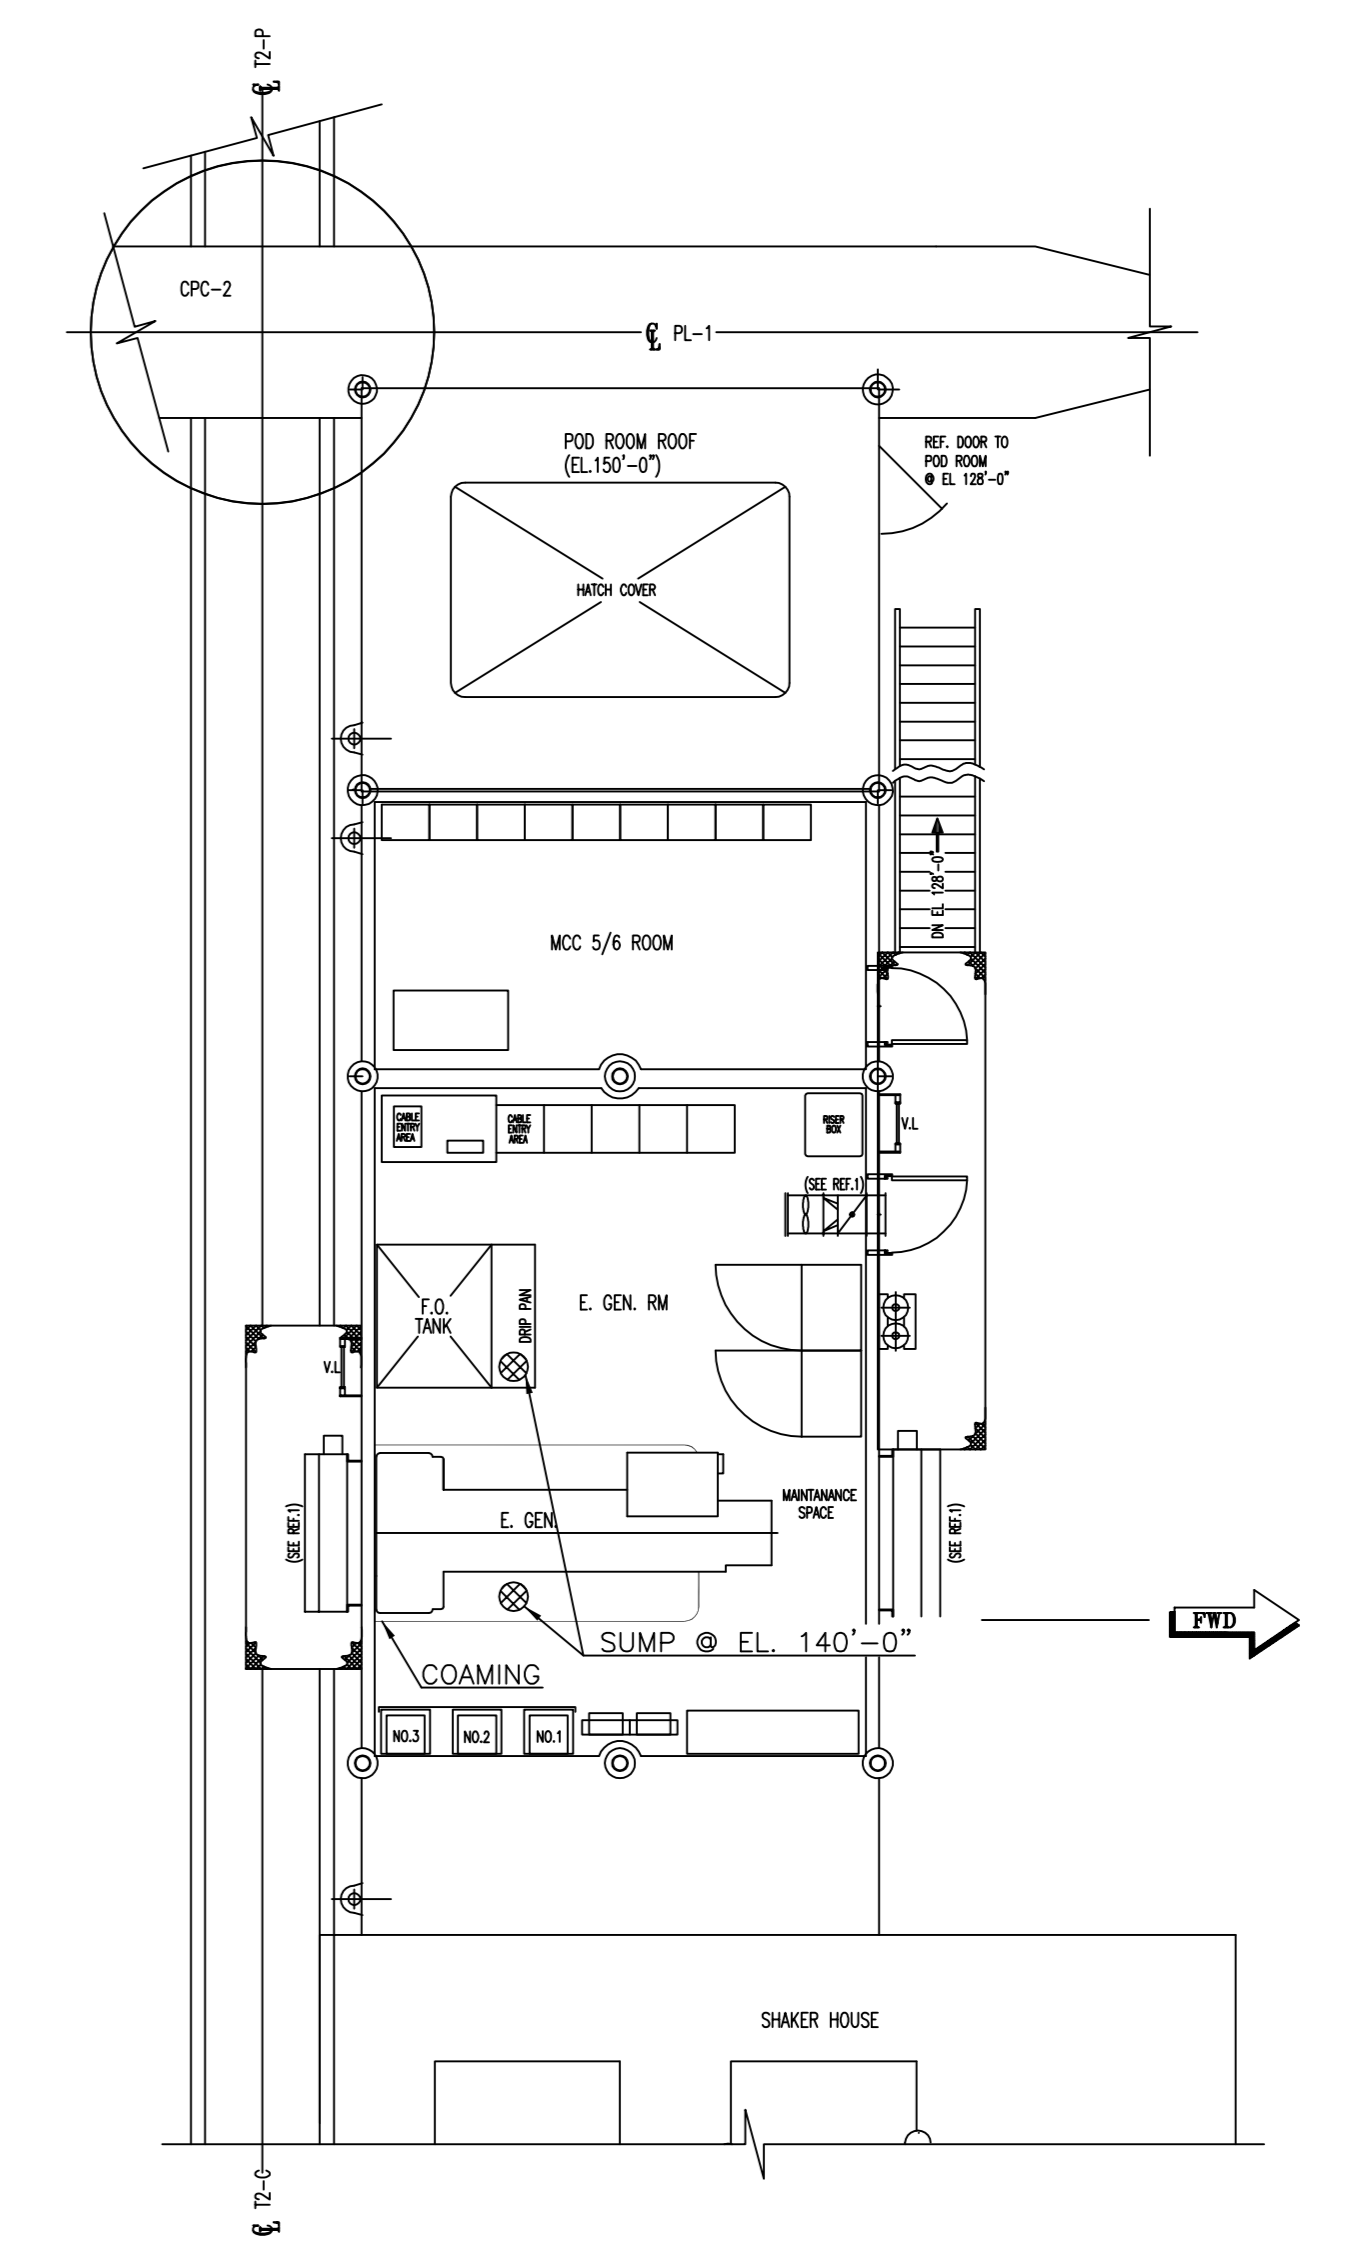 ℄ T2-P
CPC-2
℄ PL-1
POD ROOM ROOF
(EL.150'-0")
REF. DOOR TO
POD ROOM
@ EL 128'-0"
HATCH COVER
DN EL 128'-0"
MCC 5/6 ROOM
CABLE
ENTRY
AREA
CABLE
ENTRY
AREA
RISER
BOX
V.L
(SEE REF.1)
F.O.
TANK
DRIP PAN
E. GEN. RM
V.L
MAINTANANCE
SPACE
E. GEN.
(SEE REF.1)
(SEE REF.1)
FWD
SUMP @ EL. 140'-0"
COAMING
NO.3
NO.2
NO.1
SHAKER HOUSE
℄ T2-C